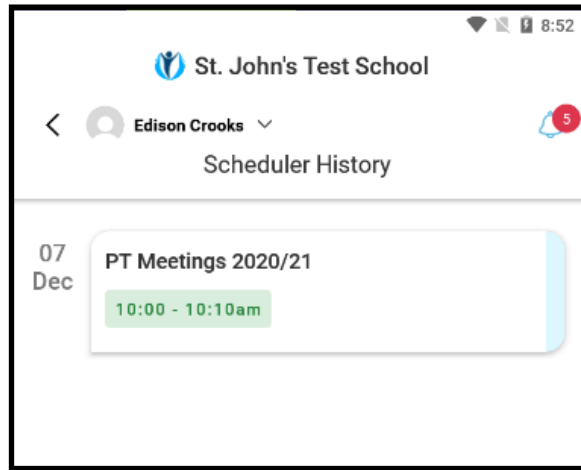 8:52
St. John's Test School
Edison Crooks
5
Scheduler History
07
Dec
PT Meetings 2020/21
10:00 - 10:10am